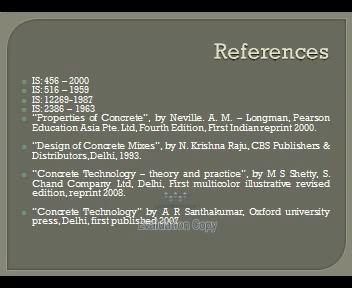 References
IS: 456 – 2000
IS: 516 – 1959
IS: 12269-1987
IS: 2386 – 1963
"Properties of Concrete", by Neville. A. M. – Longman, Pearson
Education Asia Pte. Ltd, Fourth Edition, First Indian reprint 2000.
"Design of Concrete Mixes", by N. Krishna Raju, CBS Publishers &
Distributors, Delhi, 1993.
"Concrete Technology – theory and practice", by M S Shetty, S.
Chand Company Ltd, Delhi, First multicolor illustrative revised
edition, reprint 2008.
"Concrete Technology" by A R Santhakumar, Oxford university
press, Delhi, first published 2007.
Evaluation Copy